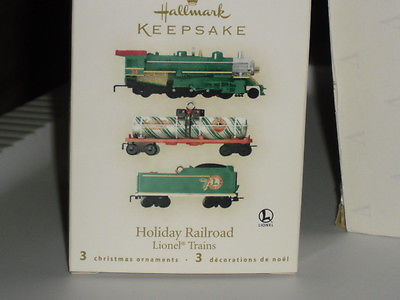 Hallmark
KEEPSAKE
L
LIONEL
Holiday Railroad
Lionel® Trains
3 christmas ornaments • 3 décorations de noël